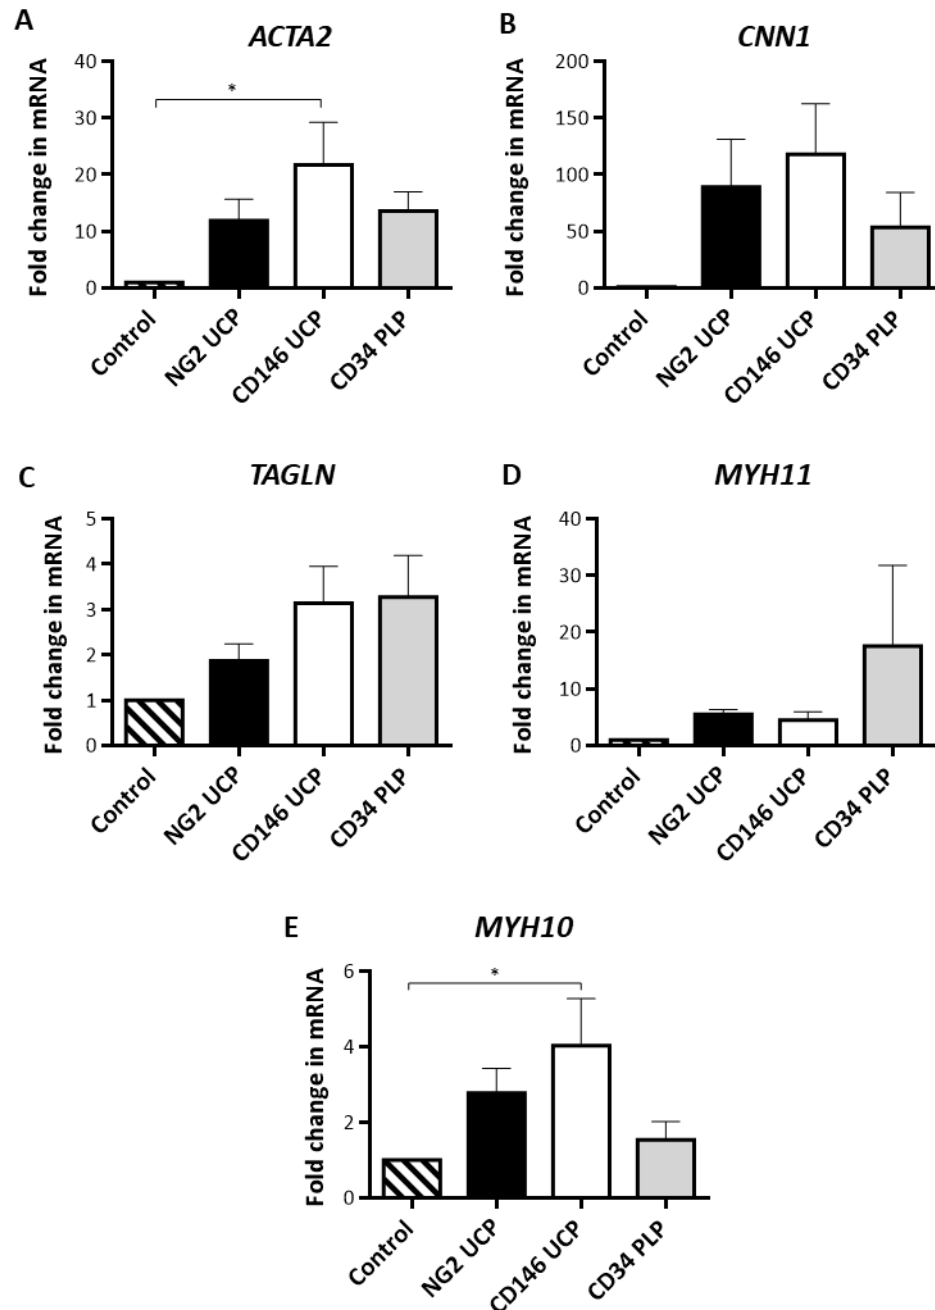 A
ACTA2
Fold change in mRNA
40
30
20
10
0
*
Control
NG2 UCP
CD146 UCP
CD34 PLP
B
CNN1
Fold change in mRNA
200
150
100
50
0
Control
NG2 UCP
CD146 UCP
CD34 PLP
C
TAGLN
Fold change in mRNA
5
4
3
2
1
0
Control
NG2 UCP
CD146 UCP
CD34 PLP
D
MYH11
Fold change in mRNA
40
30
20
10
0
Control
NG2 UCP
CD146 UCP
CD34 PLP
E
MYH10
Fold change in mRNA
6
4
2
0
*
Control
NG2 UCP
CD146 UCP
CD34 PLP